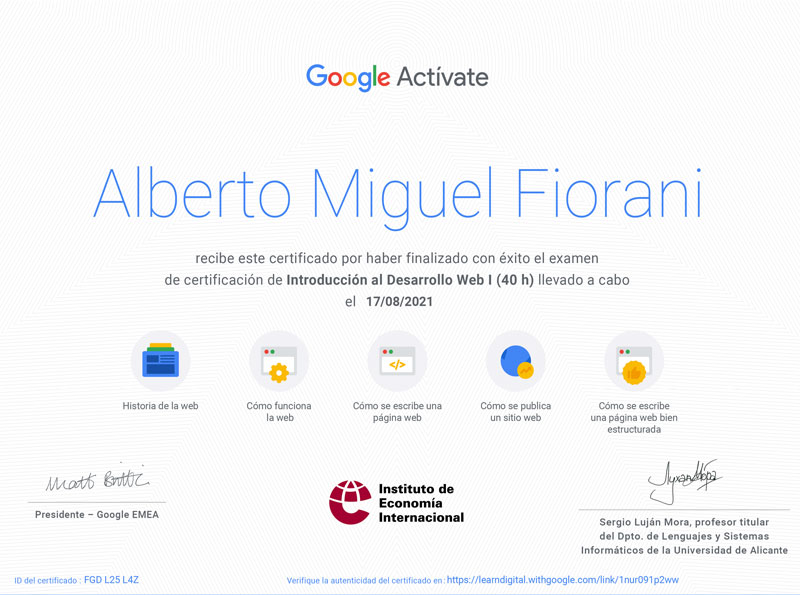 Google Actívate
Alberto Miguel Fiorani
recibe este certificado por haber finalizado con éxito el examen
de certificación de Introducción al Desarrollo Web I (40 h) llevado a cabo
el 17/08/2021
</>
Historia de la web
Cómo funciona
la web
Cómo se escribe una
página web
Cómo se publica
un sitio web
Cómo se escribe
una página web bien
estructurada
Matt Brittin
Presidente – Google EMEA
Instituto de
Economía
Internacional
Sergio Luján Mora, profesor titular
del Dpto. de Lenguajes y Sistemas
Informáticos de la Universidad de Alicante
ID del certificado : FGD L25 L4Z
Verifique la autenticidad del certificado en: https://learndigital.withgoogle.com/link/1nur091p2ww